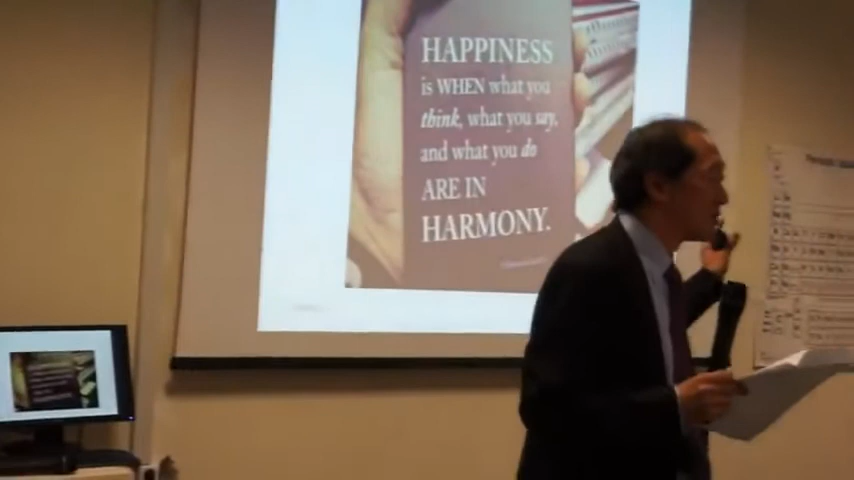 HAPPINESS
is WHEN what you
think, what you say,
and what you do
ARE IN
HARMONY.